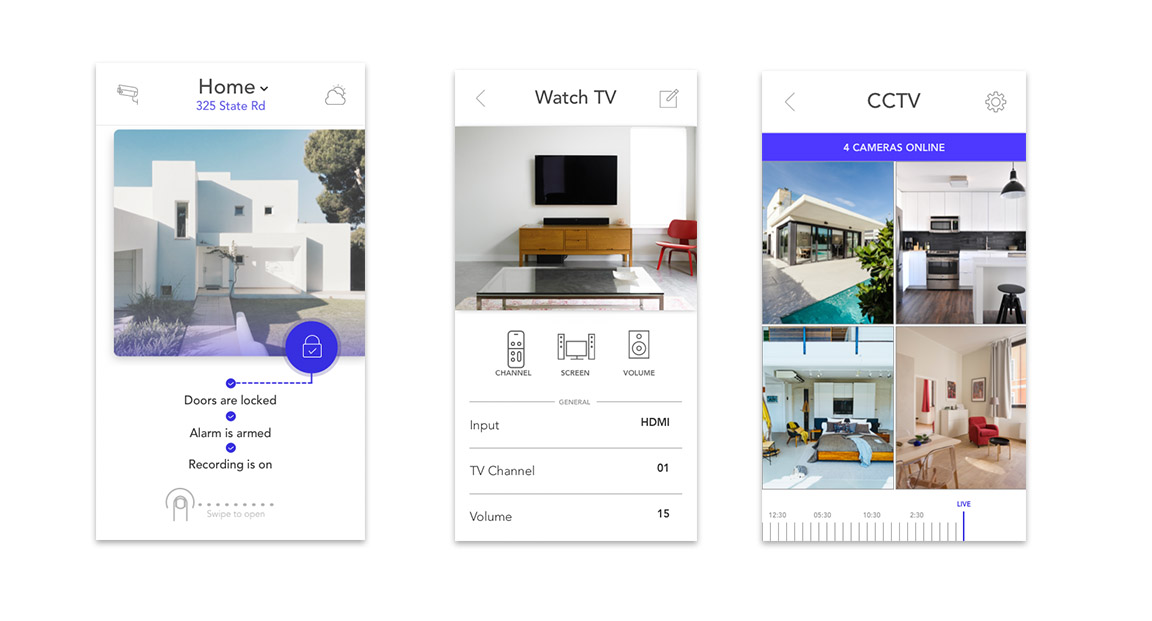 Home
325 State Rd
Doors are locked
Alarm is armed
Recording is on
Swipe to open
Watch TV
CHANNEL SCREEN VOLUME
GENERAL
Input HDMI
TV Channel 01
Volume 15
CCTV
4 CAMERAS ONLINE
LIVE
12:30 05:30 10:30 2:30